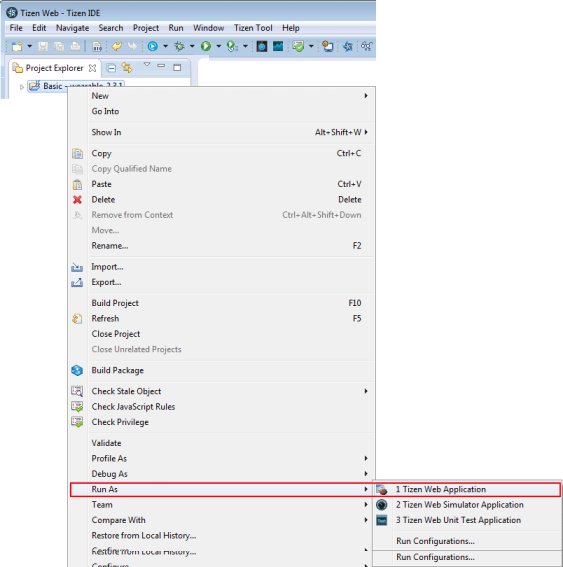 Tizen Web - Tizen IDE
File Edit Navigate Search Project Run Window Tizen Tool Help
Project Explorer
Basic - wearable-2.3.1
New
Go Into
Show In Alt+Shift+W
Copy Ctrl+C
Copy Qualified Name
Paste Ctrl+V
Delete Delete
Remove from Context Ctrl+Alt+Shift+Down
Move...
Rename... F2
Import...
Export...
Build Project F10
Refresh F5
Close Project
Close Unrelated Projects
Build Package
Check Stale Object
Check JavaScript Rules
Check Privilege
Validate
Profile As
Debug As
Run As
1 Tizen Web Application
Team
2 Tizen Web Simulator Application
Compare With
3 Tizen Web Unit Test Application
Restore from Local History...
Run Configurations...
from Local History...
Run Configurations...
Configure